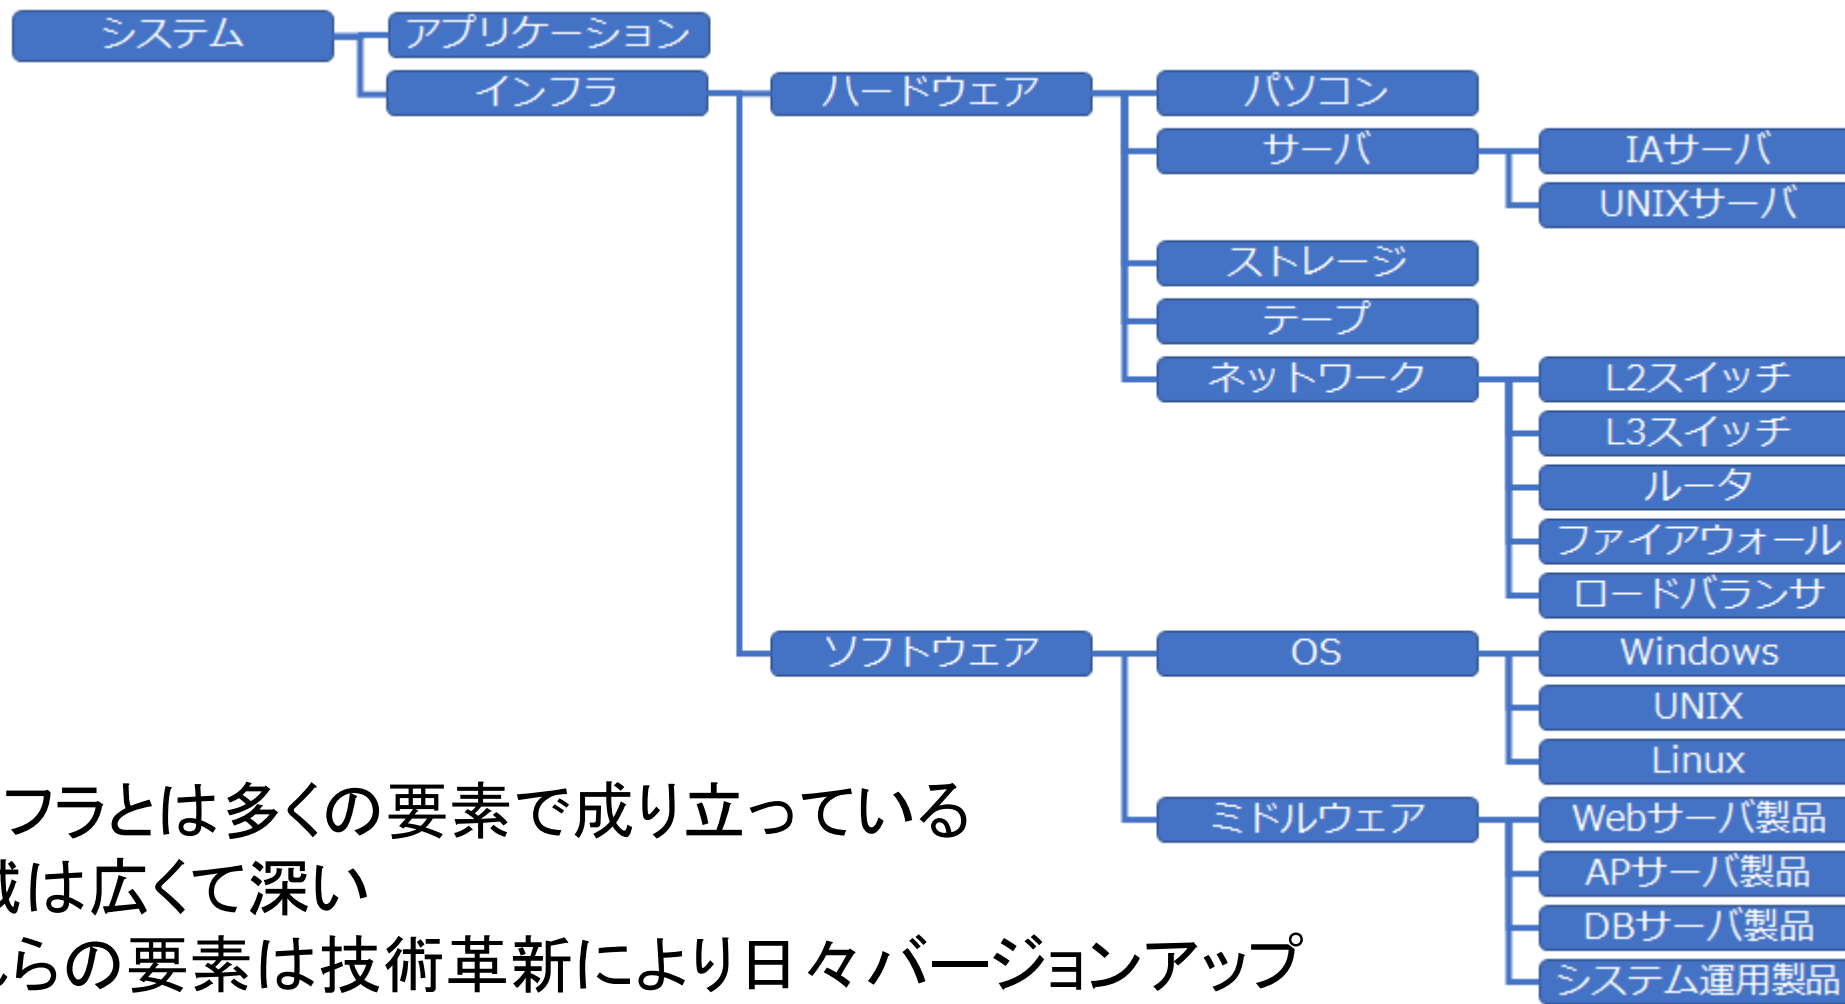 システム
アプリケーション
インフラ
ハードウェア
パソコン
サーバ
IAサーバ
UNIXサーバ
ストレージ
テープ
ネットワーク
L2スイッチ
L3スイッチ
ルータ
ファイアウォール
ロードバランサ
ソフトウェア
OS
Windows
UNIX
Linux
ミドルウェア
Webサーバ製品
APサーバ製品
DBサーバ製品
システム運用製品
フラとは多くの要素で成り立っている
は広くて深い
らの要素は技術革新により日々バージョンアップ